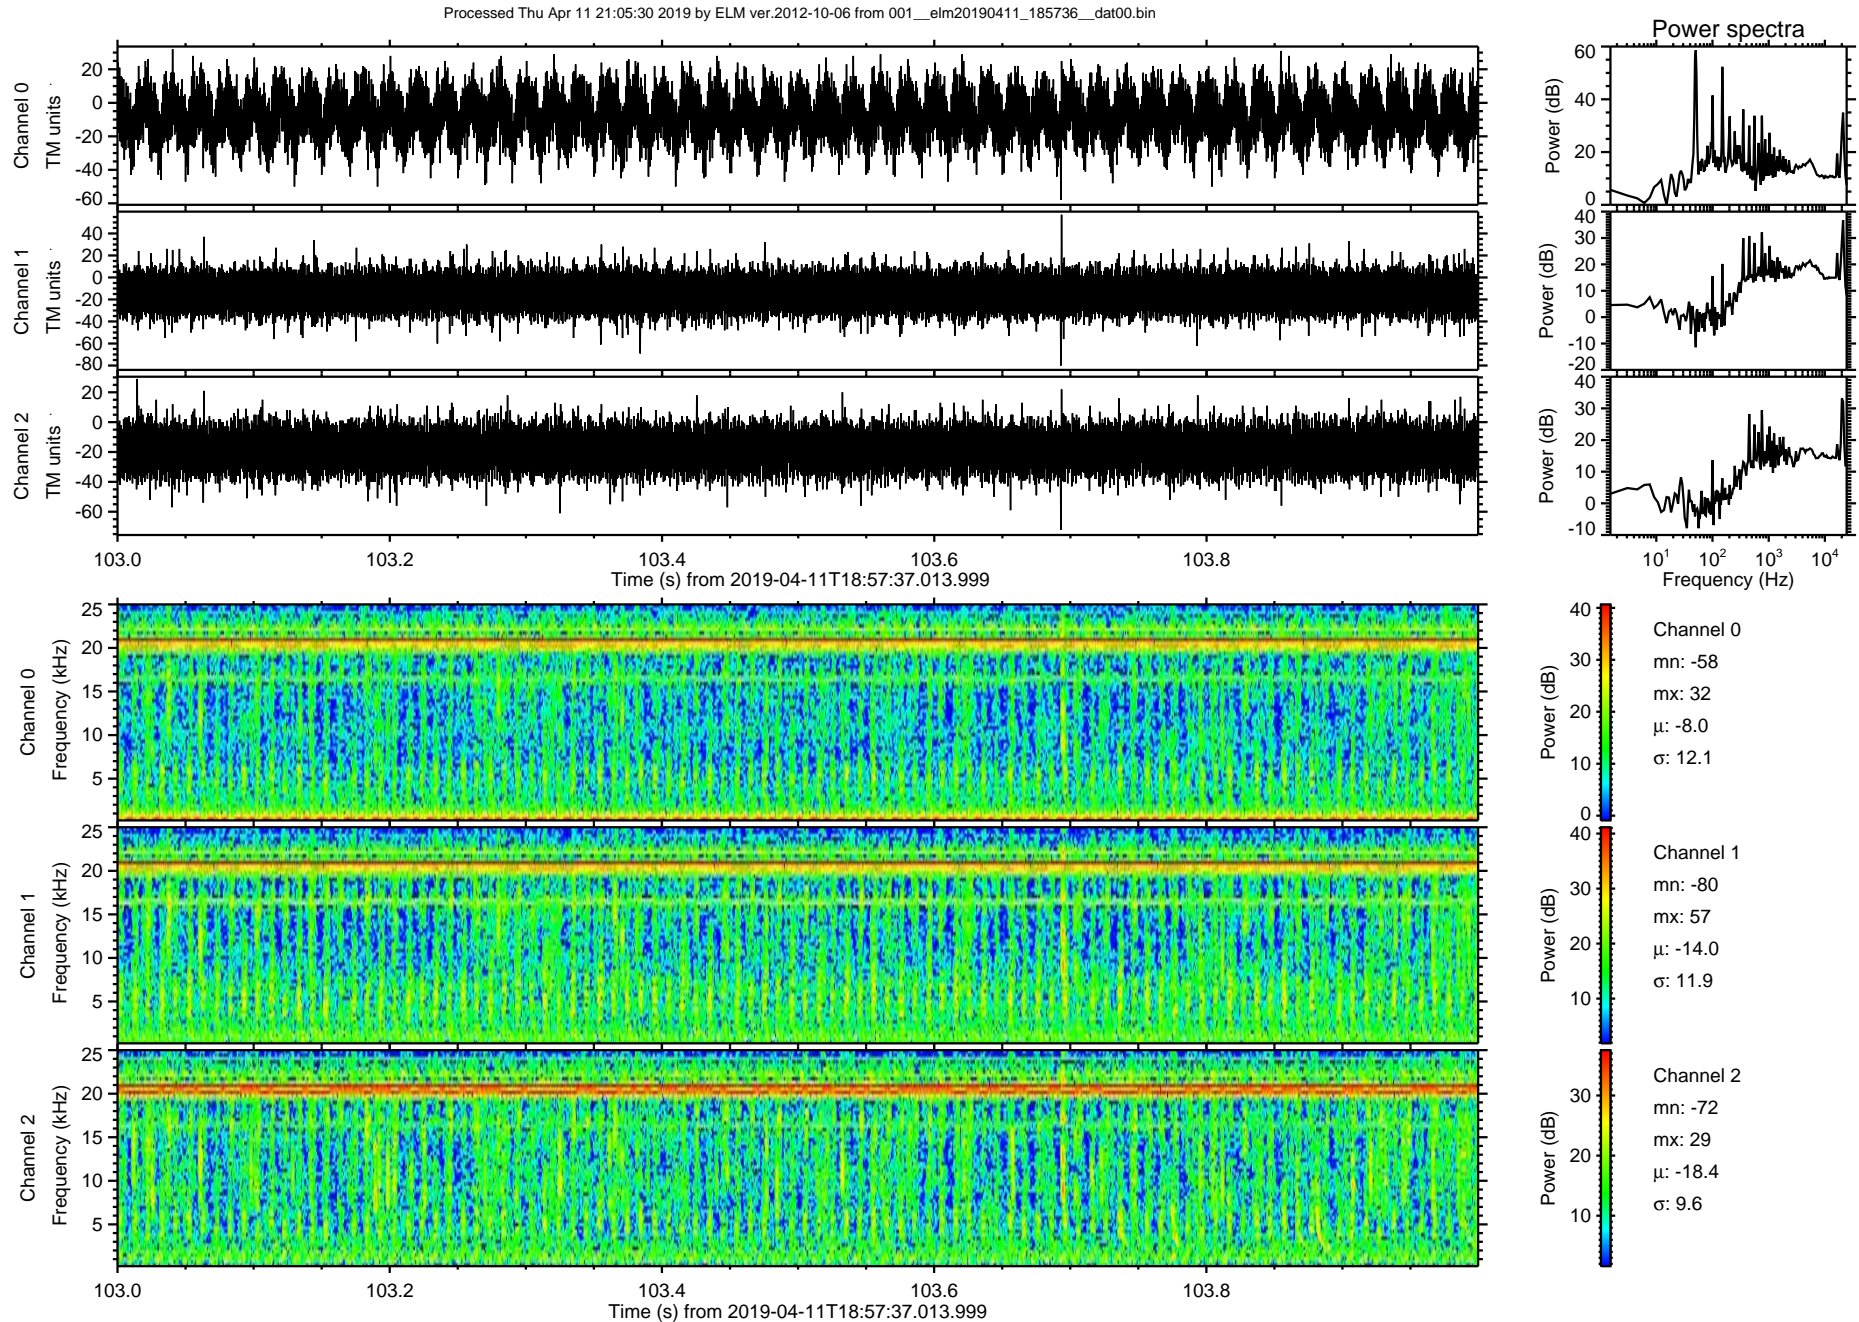 Processed Thu Apr 11 21:05:30 2019 by ELM ver.2012-10-06 from 001__elm20190411_185736__dat00.bin
Power spectra
Channel 0
TM units
20
0
-20
-40
-60
Power (dB)
60
40
20
0
Channel 1
TM units
40
20
0
-20
-40
-60
-80
Power (dB)
40
30
20
10
0
-10
-20
Channel 2
TM units
20
0
-20
-40
-60
Power (dB)
40
30
20
10
0
-10
103.0 103.2 103.4 103.6 103.8
Time (s) from 2019-04-11T18:57:37.013.999
10^1 10^2 10^3 10^4
Frequency (Hz)
Channel 0
Frequency (kHz)
25
20
15
10
5
Power (dB)
40
30
20
10
0
Channel 0
mn: -58
mx: 32
μ: -8.0
σ: 12.1
Channel 1
Frequency (kHz)
25
20
15
10
5
Power (dB)
40
30
20
10
Channel 1
mn: -80
mx: 57
μ: -14.0
σ: 11.9
Channel 2
Frequency (kHz)
25
20
15
10
5
Power (dB)
30
20
10
Channel 2
mn: -72
mx: 29
μ: -18.4
σ: 9.6
103.0 103.2 103.4 103.6 103.8
Time (s) from 2019-04-11T18:57:37.013.999